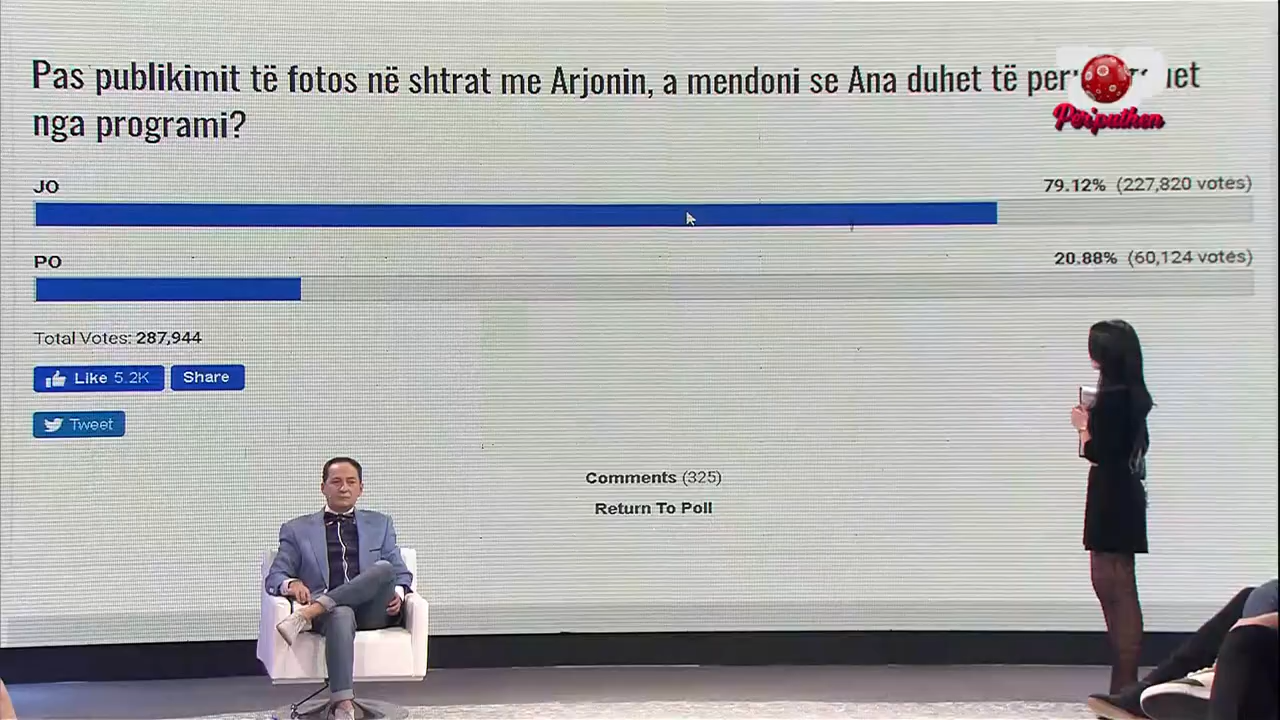 Pas publikimit të fotos në shtrat me Arjonin, a mendoni se Ana duhet të
nga programi?
Përputhen
JO 79.12% (227,820 votes)
PO 20.88% (60,124 votes)
Total Votes: 287,944
Like 5.2K Share
Tweet
Comments (325)
Return To Poll